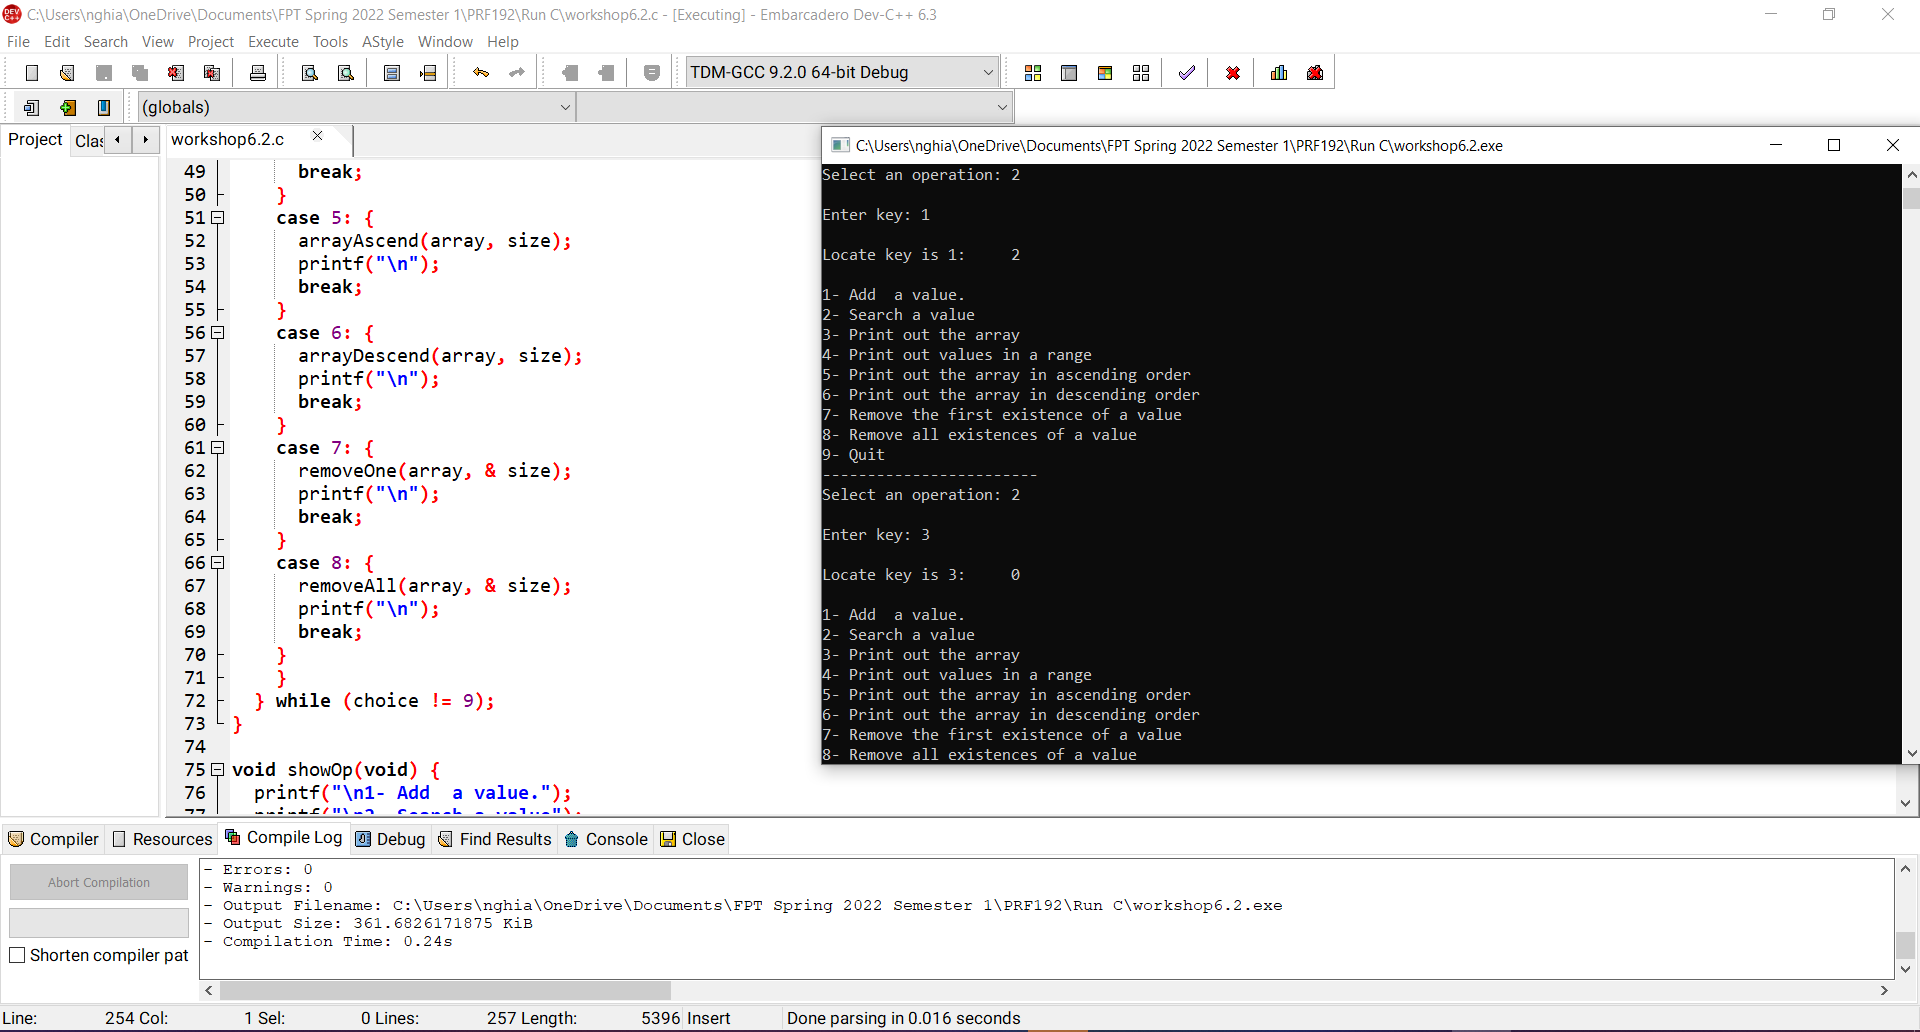 C:\Users\nghia\OneDrive\Documents\FPT Spring 2022 Semester 1\PRF192\Run C\workshop6.2.c - [Executing] - Embarcadero Dev-C++ 6.3
File Edit Search View Project Execute Tools AStyle Window Help
TDM-GCC 9.2.0 64-bit Debug
(globals)
Project Clas
workshop6.2.c
49 break;
50 }
51 case 5: {
52 arrayAscend(array, size);
53 printf("\n");
54 break;
55 }
56 case 6: {
57 arrayDescend(array, size);
58 printf("\n");
59 break;
60 }
61 case 7: {
62 removeOne(array, & size);
63 printf("\n");
64 break;
65 }
66 case 8: {
67 removeAll(array, & size);
68 printf("\n");
69 break;
70 }
71 }
72 } while (choice != 9);
73 }
74
75 void showOp(void) {
76 printf("\n1- Add  a value.");
C:\Users\nghia\OneDrive\Documents\FPT Spring 2022 Semester 1\PRF192\Run C\workshop6.2.exe
Select an operation: 2
Enter key: 1
Locate key is 1:     2
1- Add  a value.
2- Search a value
3- Print out the array
4- Print out values in a range
5- Print out the array in ascending order
6- Print out the array in descending order
7- Remove the first existence of a value
8- Remove all existences of a value
9- Quit
------------------------
Select an operation: 2
Enter key: 3
Locate key is 3:     0
1- Add  a value.
2- Search a value
3- Print out the array
4- Print out values in a range
5- Print out the array in ascending order
6- Print out the array in descending order
7- Remove the first existence of a value
8- Remove all existences of a value
Compiler Resources Compile Log Debug Find Results Console Close
Abort Compilation
Shorten compiler pat
- Errors: 0
- Warnings: 0
- Output Filename: C:\Users\nghia\OneDrive\Documents\FPT Spring 2022 Semester 1\PRF192\Run C\workshop6.2.exe
- Output Size: 361.6826171875 KiB
- Compilation Time: 0.24s
Line: 254 Col: 1 Sel: 0 Lines: 257 Length: 5396 Insert Done parsing in 0.016 seconds